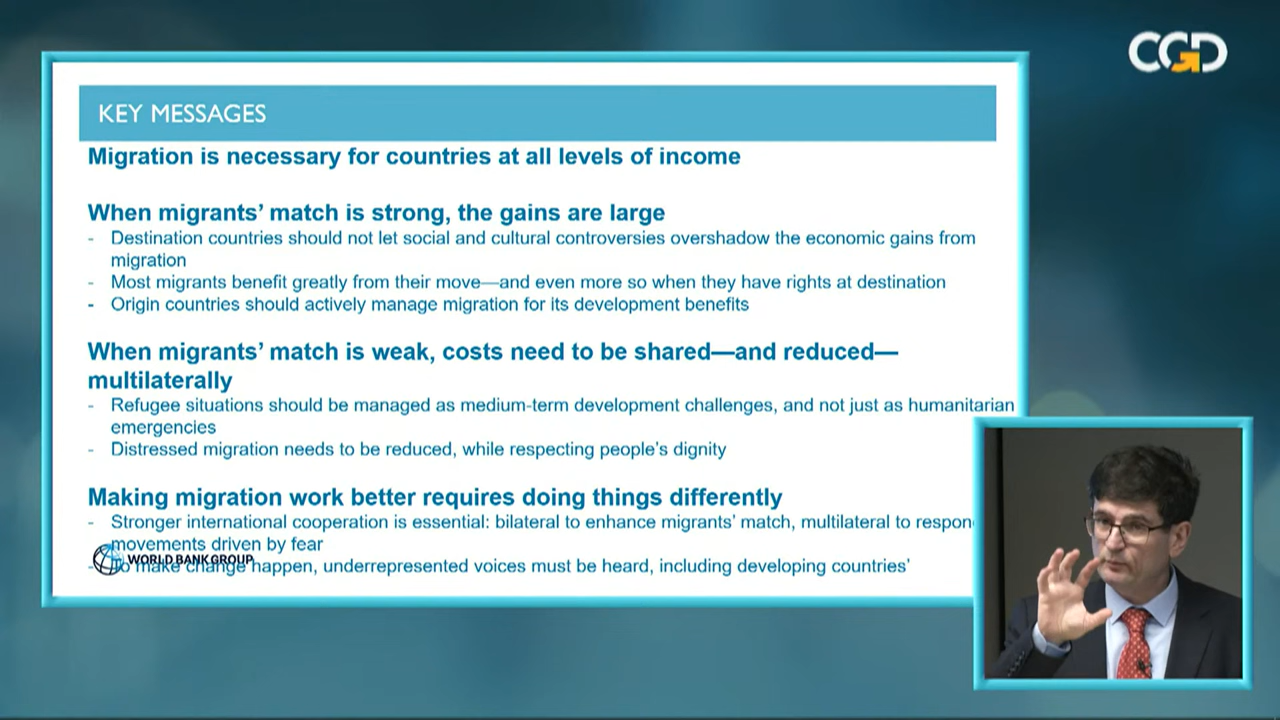 CGD
KEY MESSAGES
Migration is necessary for countries at all levels of income
When migrants’ match is strong, the gains are large
- Destination countries should not let social and cultural controversies overshadow the economic gains from
migration
- Most migrants benefit greatly from their move—and even more so when they have rights at destination
- Origin countries should actively manage migration for its development benefits
When migrants’ match is weak, costs need to be shared—and reduced—
multilaterally
- Refugee situations should be managed as medium-term development challenges, and not just as humanitarian
emergencies
- Distressed migration needs to be reduced, while respecting people’s dignity
Making migration work better requires doing things differently
- Stronger international cooperation is essential: bilateral to enhance migrants’ match, multilateral to respon
movements driven by fear
- To make change happen, underrepresented voices must be heard, including developing countries’
WORLD BANK GROUP